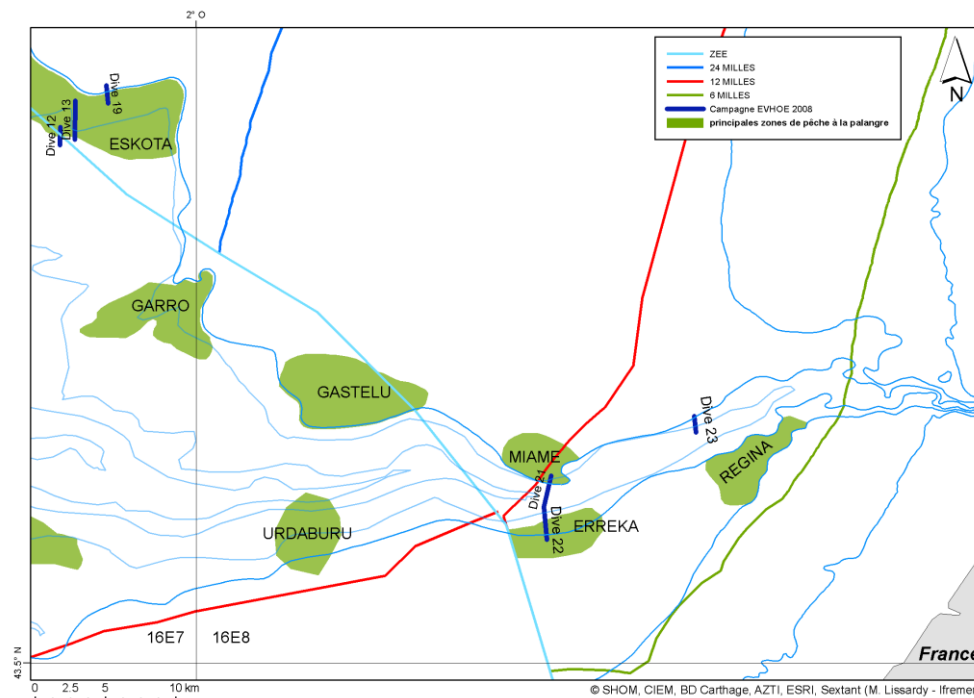 2° O
ZEE
24 MILLES
12 MILLES
6 MILLES
Campagne EVHOE 2008
principales zones de pêche à la palangre
N
Dive 19
Dive 13
Dive 12
ESKOTA
GARRO
GASTELU
Dive 23
MIAME
REGINA
Dive 21
Dive 22
ERREKA
URDABURU
16E7
16E8
France
43.5° N
0 2.5 5 10 km
© SHOM, CIEM, BD Carthage, AZTI, ESRI, Sextant (M. Lissardy - Ifremer